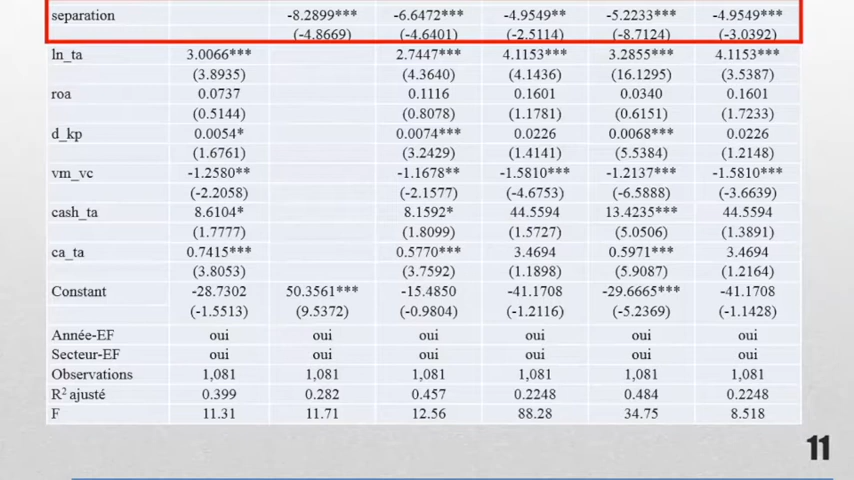 separation -8.2899*** -6.6472*** -4.9549** -5.2233*** -4.9549***
(-4.8669) (-4.6401) (-2.5114) (-8.7124) (-3.0392)
ln_ta 3.0066*** 2.7447*** 4.1153*** 3.2855*** 4.1153***
(3.8935) (4.3640) (4.1436) (16.1295) (3.5387)
roa 0.0737 0.1116 0.1601 0.0340 0.1601
(0.5144) (0.8078) (1.1781) (0.6151) (1.7233)
d_kp 0.0054* 0.0074*** 0.0226 0.0068*** 0.0226
(1.6761) (3.2429) (1.4141) (5.5384) (1.2148)
vm_vc -1.2580** -1.1678** -1.5810*** -1.2137*** -1.5810***
(-2.2058) (-2.1577) (-4.6753) (-6.5888) (-3.6639)
cash_ta 8.6104* 8.1592* 44.5594 13.4235*** 44.5594
(1.7777) (1.8099) (1.5727) (5.0506) (1.3891)
ca_ta 0.7415*** 0.5770*** 3.4694 0.5971*** 3.4694
(3.8053) (3.7592) (1.1898) (5.9087) (1.2164)
Constant -28.7302 50.3561*** -15.4850 -41.1708 -29.6665*** -41.1708
(-1.5513) (9.5372) (-0.9804) (-1.2116) (-5.2369) (-1.1428)
Année-EF oui oui oui oui oui oui
Secteur-EF oui oui oui oui oui oui
Observations 1,081 1,081 1,081 1,081 1,081 1,081
R² ajusté 0.399 0.282 0.457 0.2248 0.484 0.2248
F 11.31 11.71 12.56 88.28 34.75 8.518
11